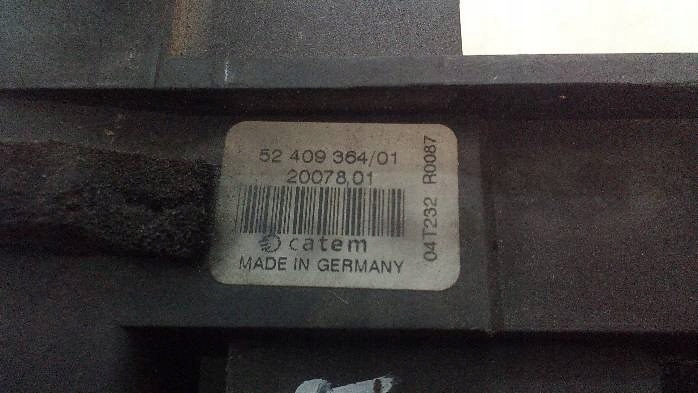 52 409 364/01
20078,01
catem
MADE IN GERMANY
04T232 R0087